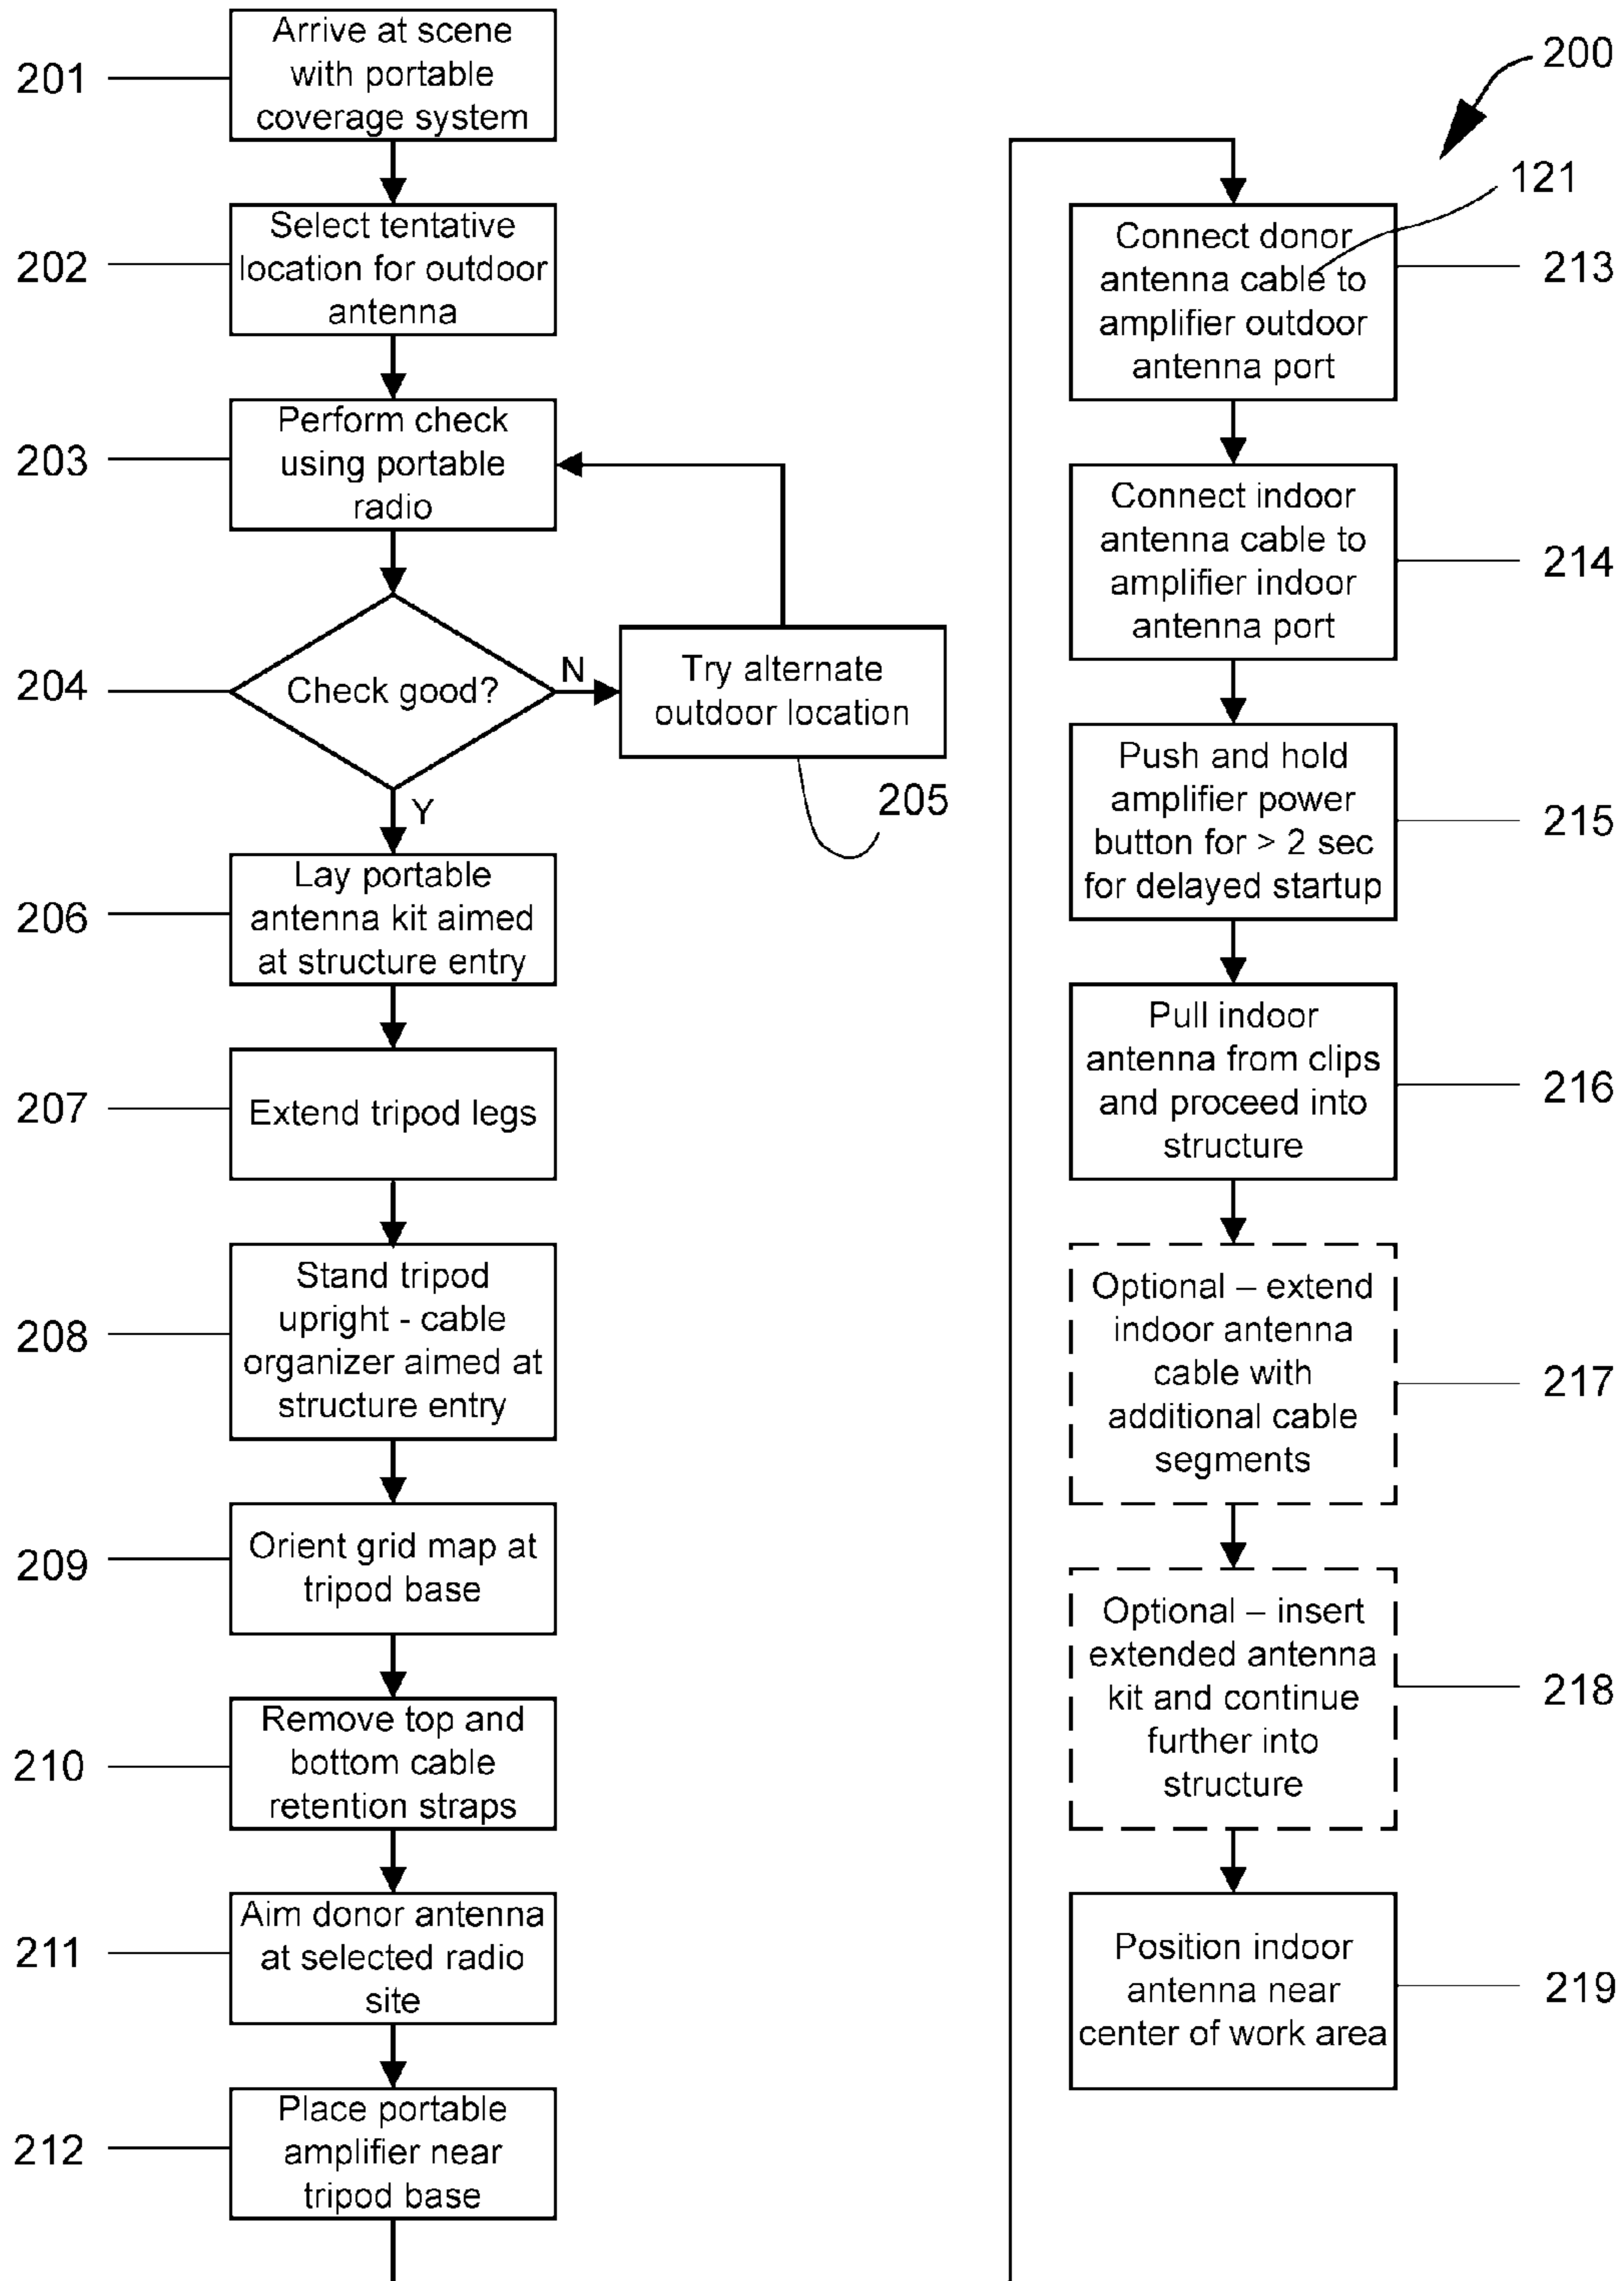 201
Arrive at scene
with portable
coverage system
202
Select tentative
location for outdoor
antenna
203
Perform check
using portable
radio
204
Check good?
N
Try alternate
outdoor location
205
Y
206
Lay portable
antenna kit aimed
at structure entry
207
Extend tripod legs
208
Stand tripod
upright - cable
organizer aimed at
structure entry
209
Orient grid map at
tripod base
210
Remove top and
bottom cable
retention straps
211
Aim donor antenna
at selected radio
site
212
Place portable
amplifier near
tripod base
200
121
Connect donor
antenna cable to
amplifier outdoor
antenna port
213
Connect indoor
antenna cable to
amplifier indoor
antenna port
214
Push and hold
amplifier power
button for > 2 sec
for delayed startup
215
Pull indoor
antenna from clips
and proceed into
structure
216
Optional – extend
indoor antenna
cable with
additional cable
segments
217
Optional – insert
extended antenna
kit and continue
further into
structure
218
Position indoor
antenna near
center of work area
219